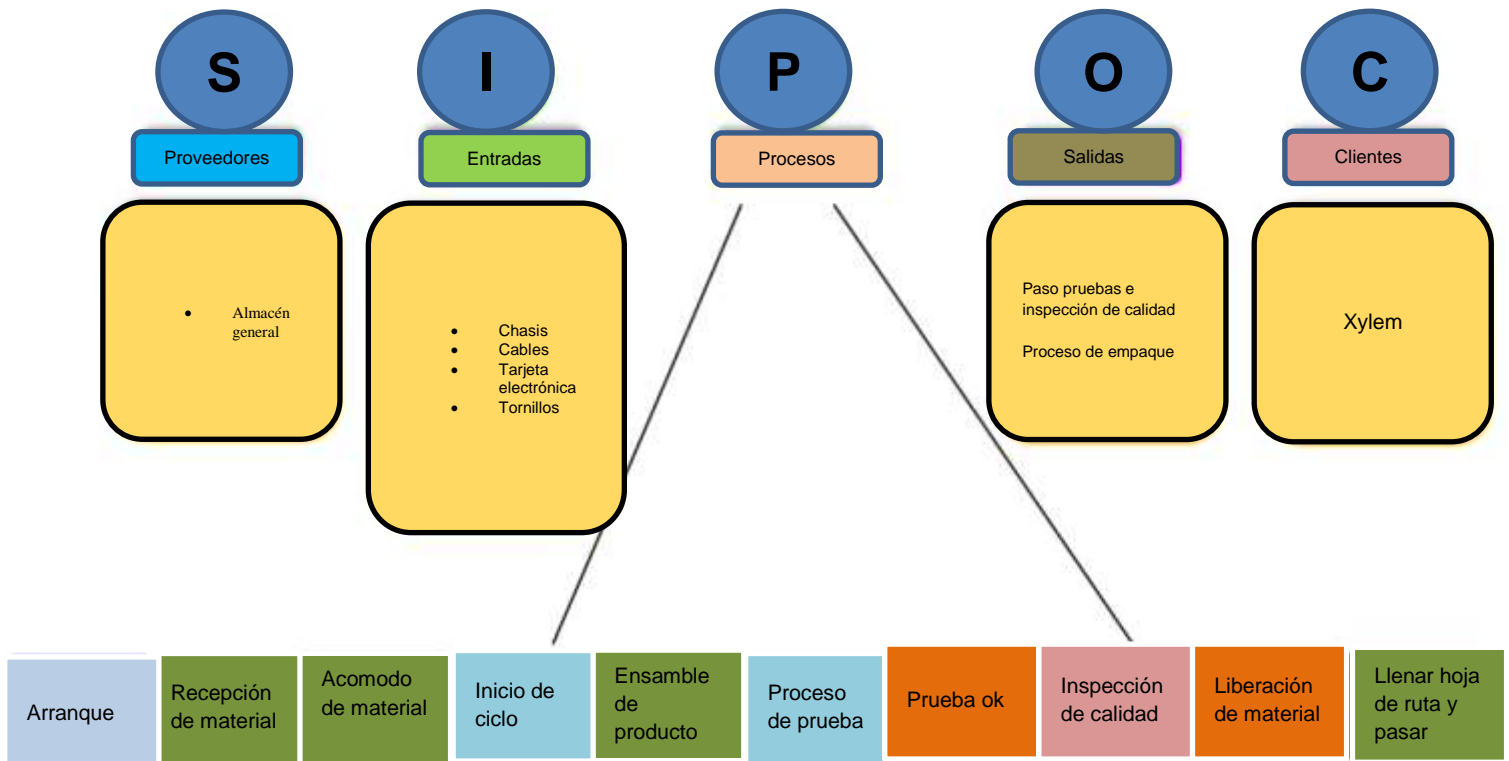 S
I
P
O
C
Proveedores
Entradas
Procesos
Salidas
Clientes
• Almacén
general
• Chasis
• Cables
• Tarjeta
electrónica
• Tornillos
Paso pruebas e
inspección de calidad
Proceso de empaque
Xylem
Arranque
Recepción
de material
Acomodo
de material
Inicio de
ciclo
Ensamble
de
producto
Proceso
de prueba
Prueba ok
Inspección
de calidad
Liberación
de material
Llenar hoja
de ruta y
pasar